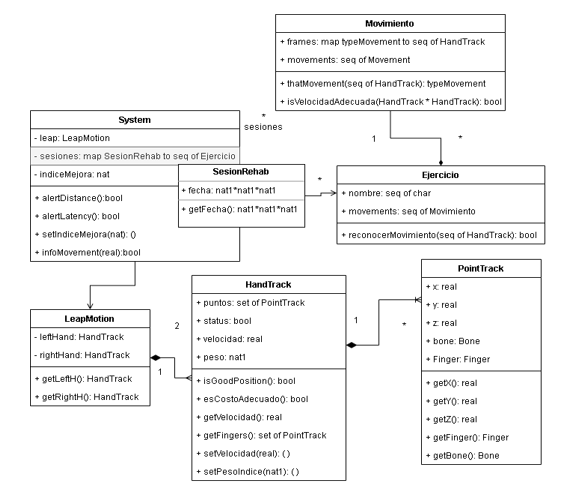 Movimiento
+ frames: map typeMovement to seq of HandTrack
+ movements: seq of Movement
+ thatMovement(seq of HandTrack): typeMovement
+ isVelocidadAdecuada(HandTrack * HandTrack): bool
System
- leap: LeapMotion
- sesiones: map SesionRehab to seq of Ejercicio
- indiceMejora: nat
+ alertDistance():bool
+ alertLatency(): bool
+ setIndiceMejora(nat): ()
+ infoMovement(real):bool
*
sesiones
SesionRehab
+ fecha: nat1*nat1*nat1
+ getFecha(): nat1*nat1*nat1
*
1
*
Ejercicio
+ nombre: seq of char
+ movements: seq of Movimiento
+ reconocerMovimiento(seq of HandTrack): bool
LeapMotion
- leftHand: HandTrack
- rightHand: HandTrack
+ getLeftH(): HandTrack
+ getRightH(): HandTrack
2
1
HandTrack
+ puntos: set of PointTrack
+ status: bool
+ velocidad: real
+ peso: nat1
+ isGoodPosition(): bool
+ esCostoAdecuado(): bool
+ getVelocidad(): real
+ getFingers(): set of PointTrack
+ setVelocidad(real): ( )
+ setPesoIndice(nat1): ( )
1
*
PointTrack
+ x: real
+ y: real
+ z: real
+ bone: Bone
+ Finger: Finger
+ getX(): real
+ getY(): real
+ getZ(): real
+ getFinger(): Finger
+ getBone(): Bone